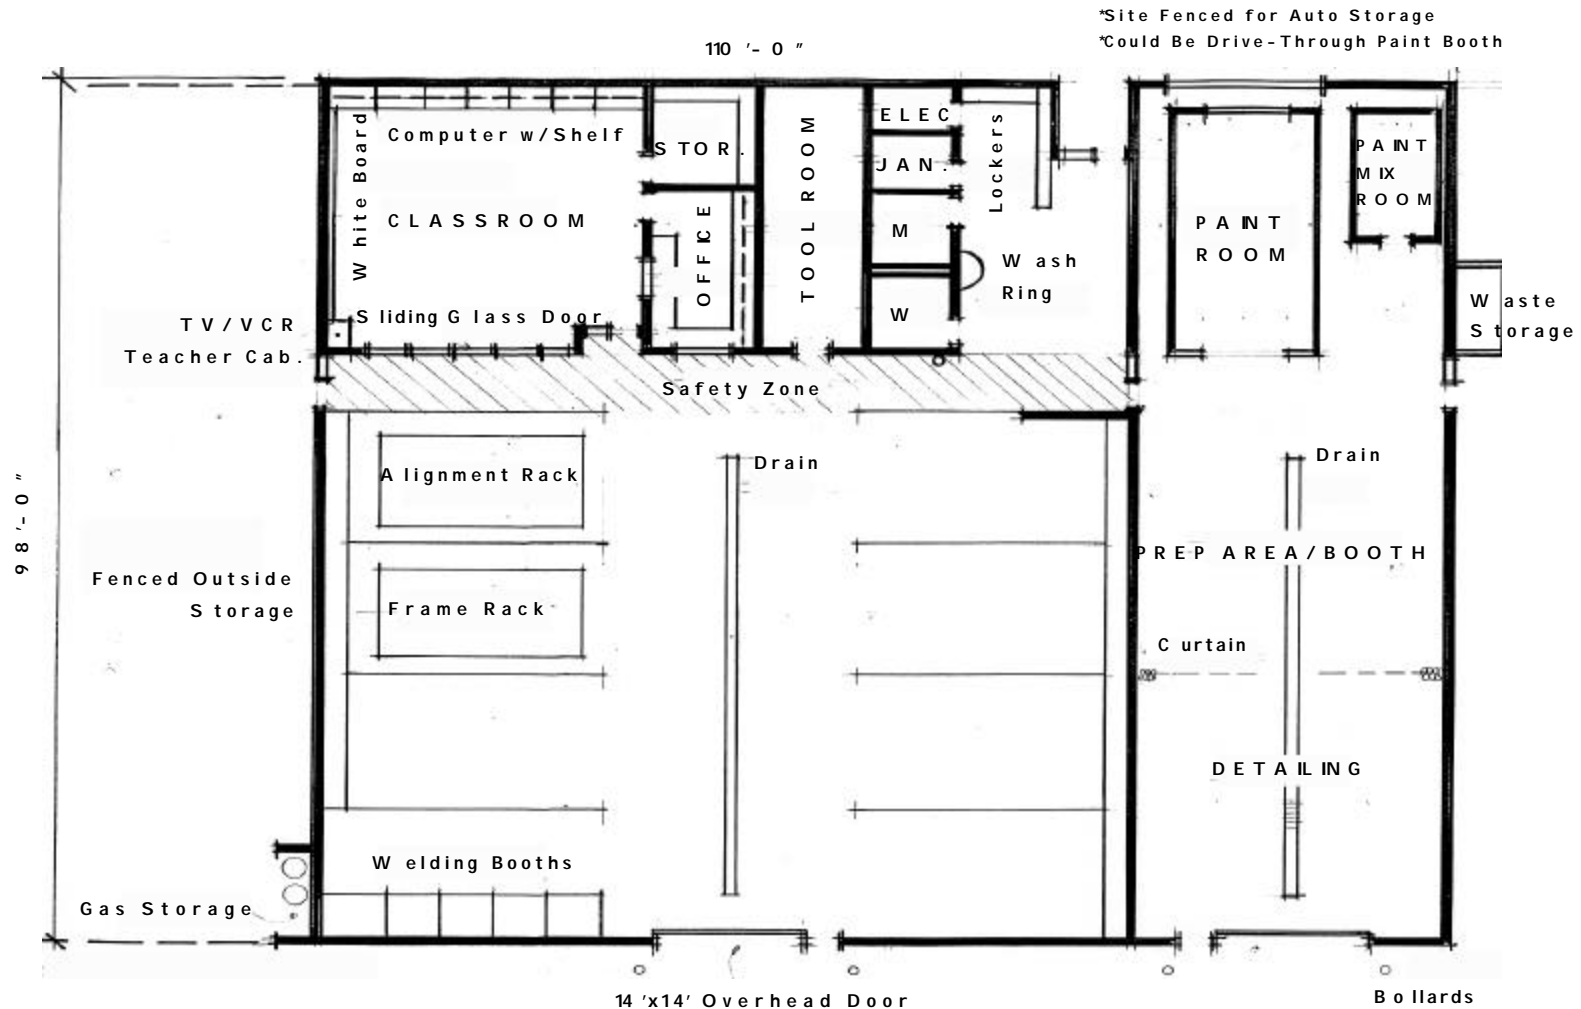 *Site Fenced for Auto Storage
*Could Be Drive-Through Paint Booth
110'-0"
ELEC
Computer w/Shelf
White Board
STOR.
TOOL ROOM
JAN.
Lockers
PAINT
MIX
ROOM
CLASSROOM
OFFICE
M
PAINT
ROOM
Wash
Ring
Sliding Glass Door
W
Waste
Storage
TV/VCR
Teacher Cab.
Safety Zone
Alignment Rack
Drain
Drain
98'-0"
PREP AREA/BOOTH
Fenced Outside
Storage
Frame Rack
Curtain
DETAILING
Welding Booths
Gas Storage
14'x14' Overhead Door
Bollards